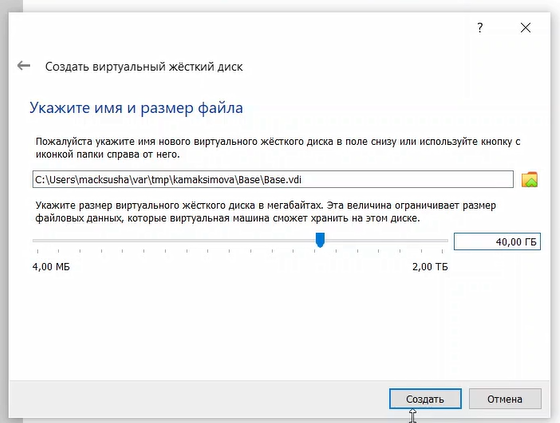 ?
Создать виртуальный жёсткий диск
Укажите имя и размер файла
Пожалуйста укажите имя нового виртуального жёсткого диска в поле снизу или используйте кнопку с
иконкой папки справа от него.
C:\Users\macksusha\var\tmp\kamaksimova\Base\Base.vdi
Укажите размер виртуального жёсткого диска в мегабайтах. Эта величина ограничивает размер
файловых данных, которые виртуальная машина сможет хранить на этом диске.
40,00 ГБ
4,00 МБ
2,00 ТБ
Создать
Отмена